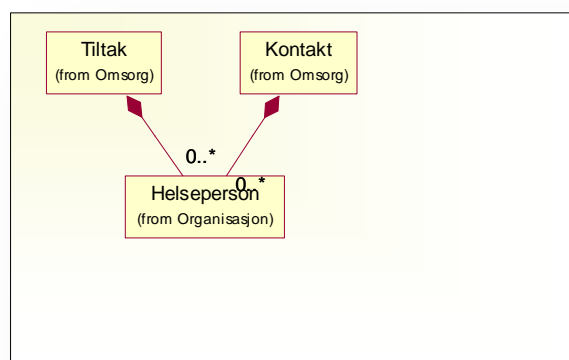 Tiltak
(from Omsorg)
Kontakt
(from Omsorg)
0..*
0..*
Helseperson
(from Organisasjon)